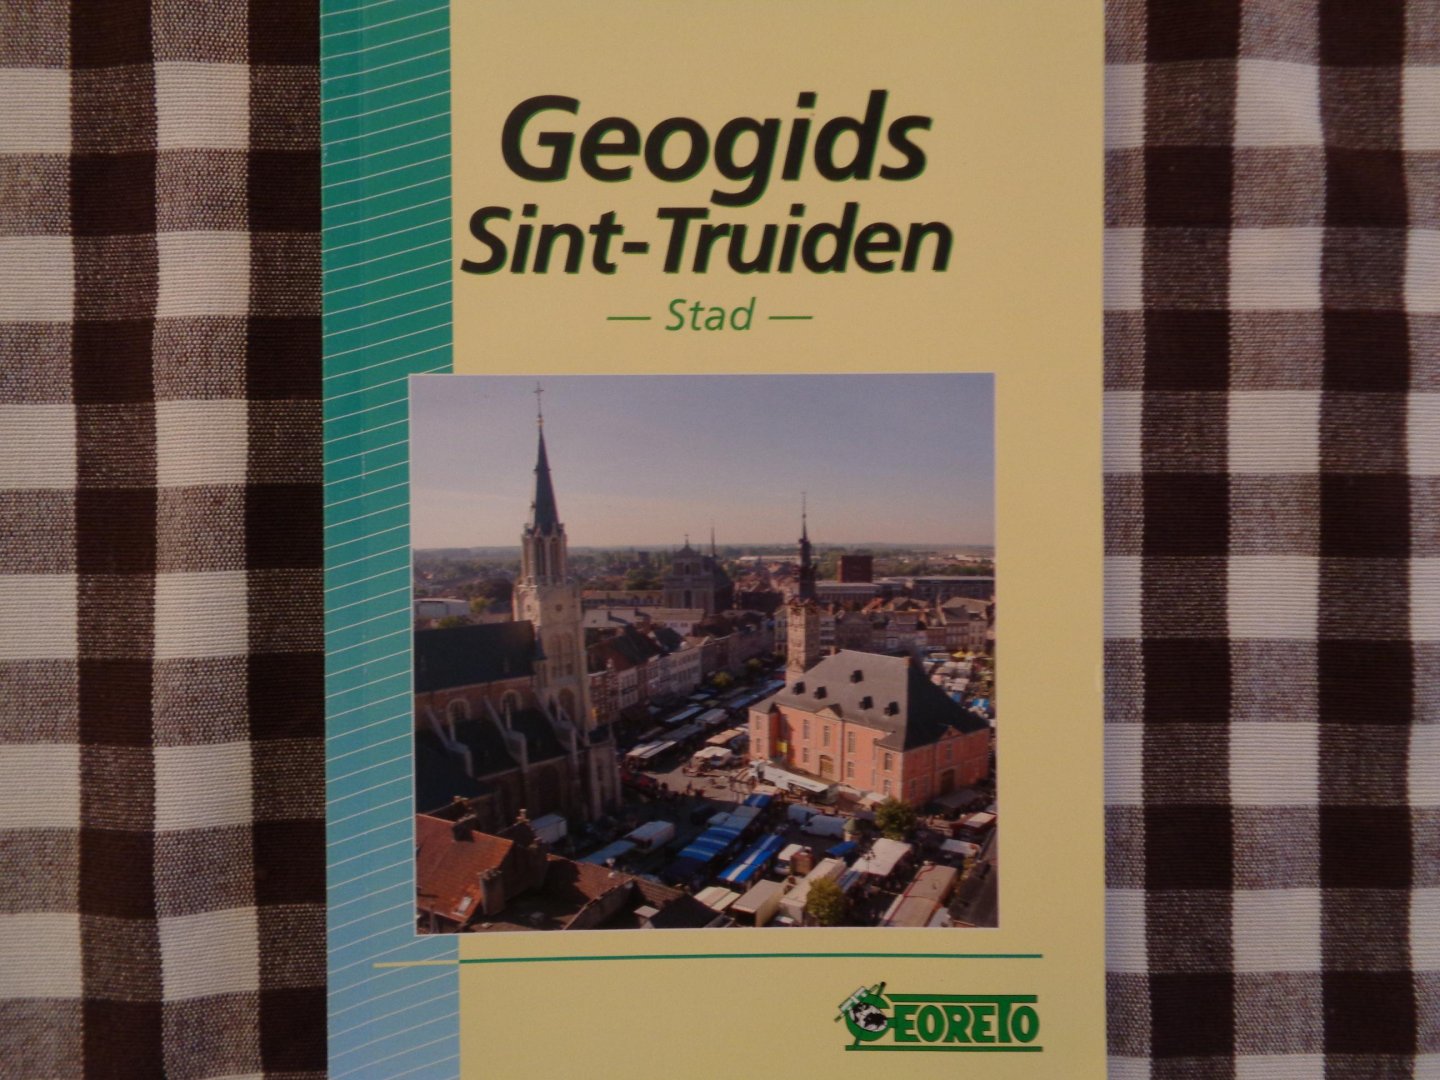 Geogids
Sint-Truiden
— Stad —
GEORETO